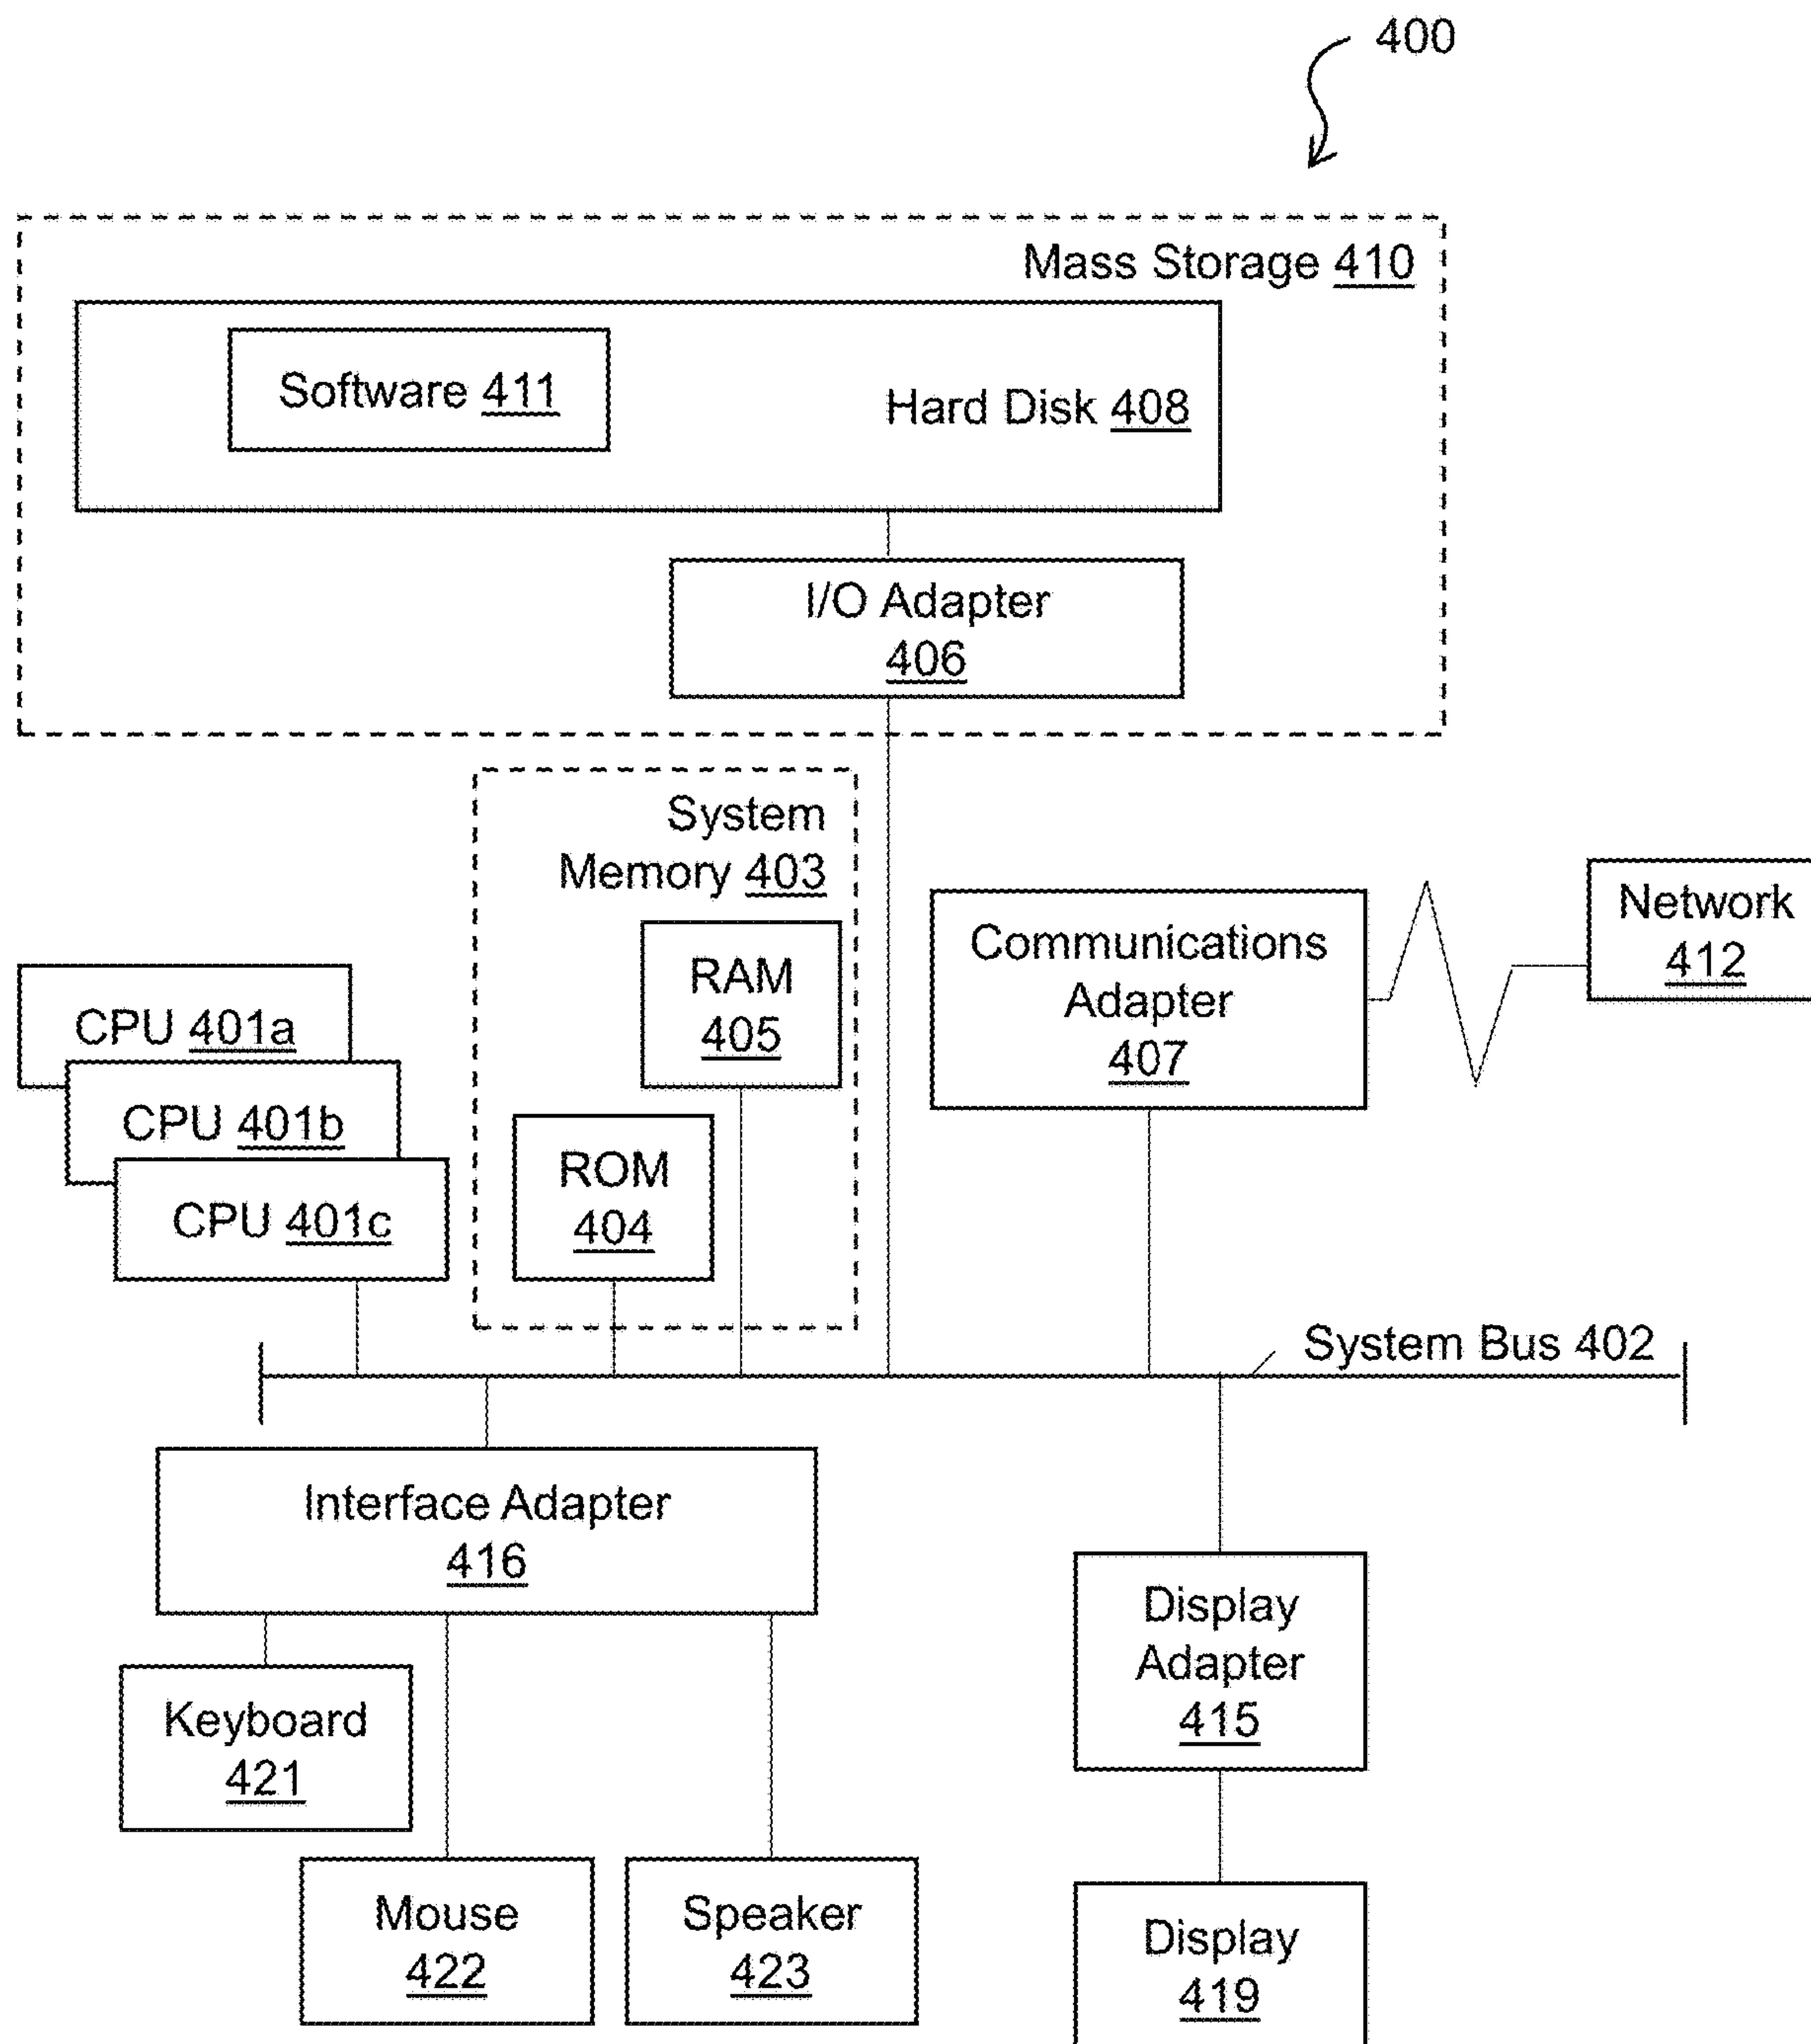 400
Mass Storage 410
Software 411
Hard Disk 408
I/O Adapter
406
System
Memory 403
RAM
405
ROM
404
Communications
Adapter
407
Network
412
CPU 401a
CPU 401b
CPU 401c
System Bus 402
Interface Adapter
416
Display
Adapter
415
Keyboard
421
Mouse
422
Speaker
423
Display
419